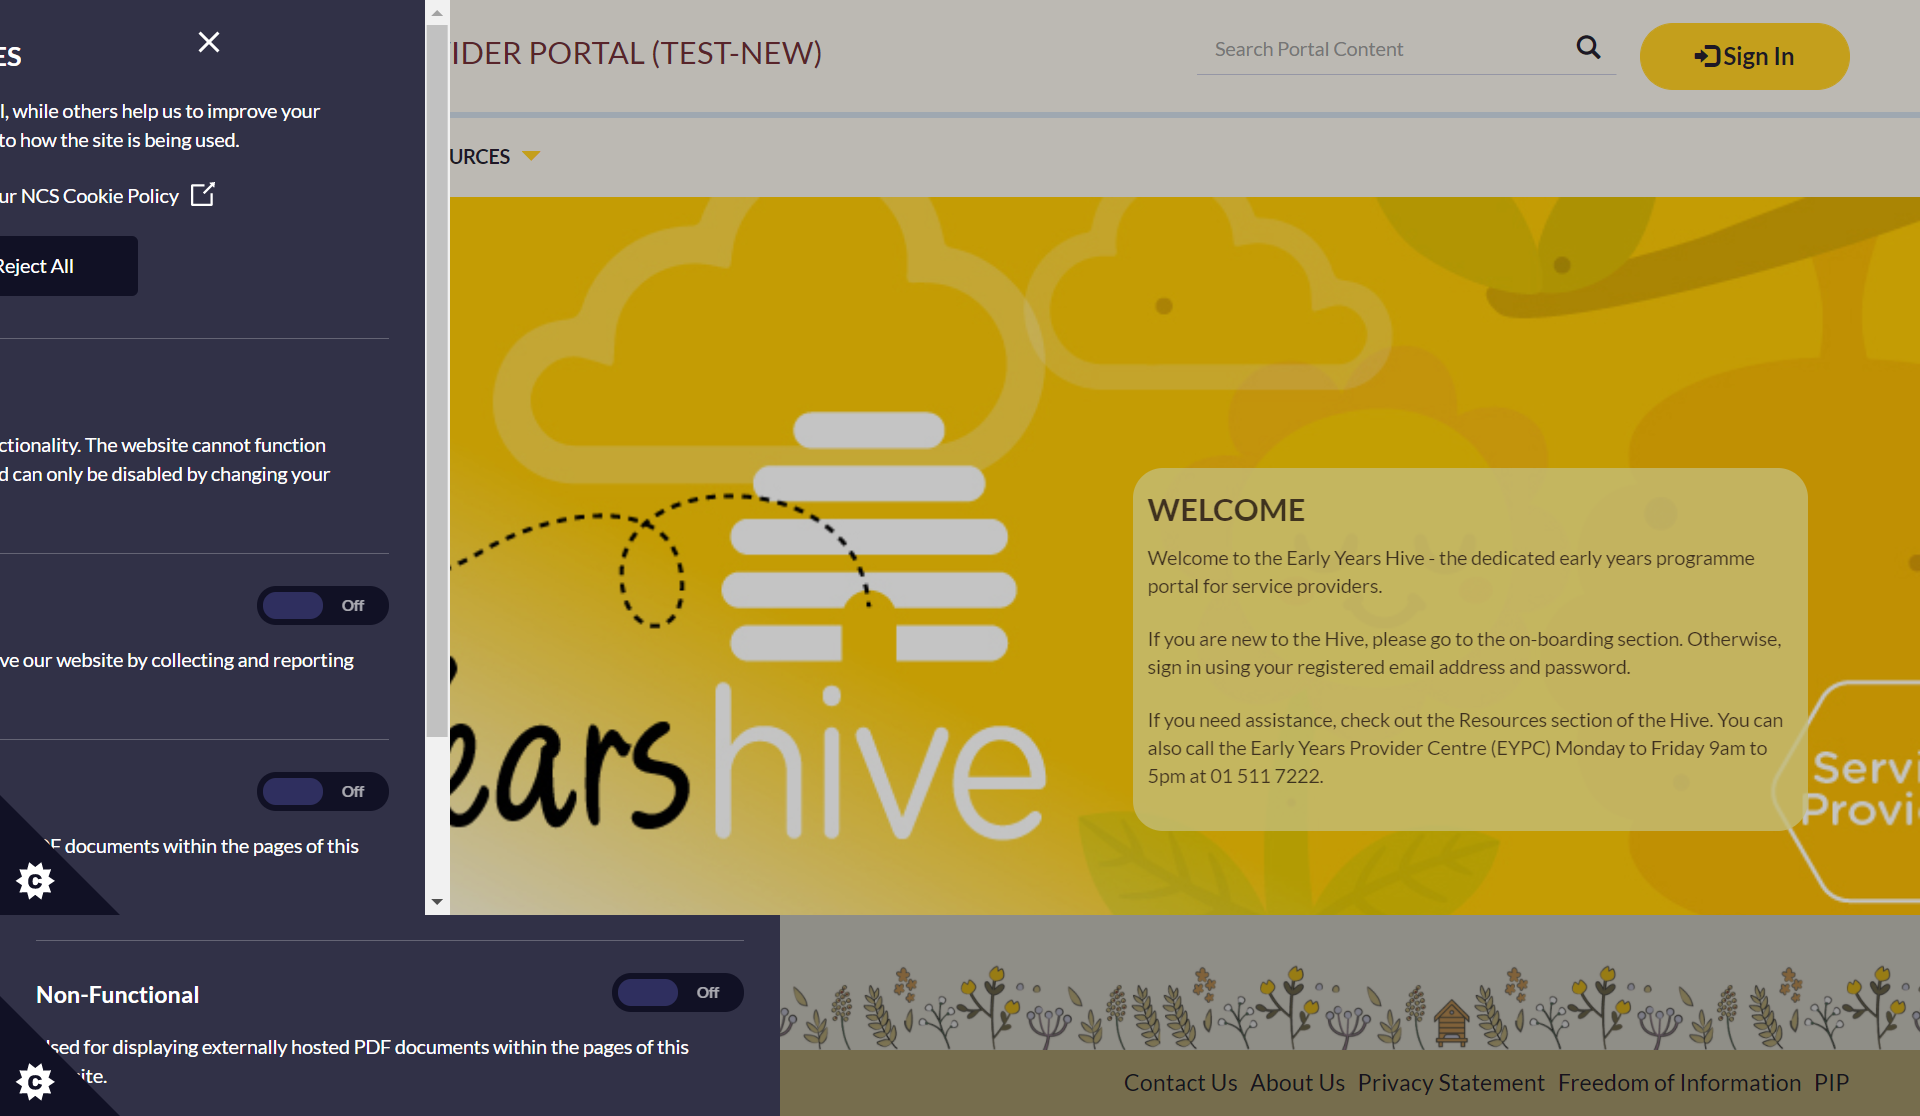 ES
IDER PORTAL (TEST-NEW)
Search Portal Content
Sign In
, while others help us to improve your
to how the site is being used.
URCES
ur NCS Cookie Policy
Reject All
ctionality. The website cannot function
d can only be disabled by changing your
WELCOME
Welcome to the Early Years Hive - the dedicated early years programme
portal for service providers.
If you are new to the Hive, please go to the on-boarding section. Otherwise,
sign in using your registered email address and password.
If you need assistance, check out the Resources section of the Hive. You can
also call the Early Years Provider Centre (EYPC) Monday to Friday 9am to
5pm at 01 511 7222.
Off
ve our website by collecting and reporting
ears hive
Servi
Provi
Off
DF documents within the pages of this
C
Non-Functional
Off
Used for displaying externally hosted PDF documents within the pages of this
ite.
C
Contact Us About Us Privacy Statement Freedom of Information PIP